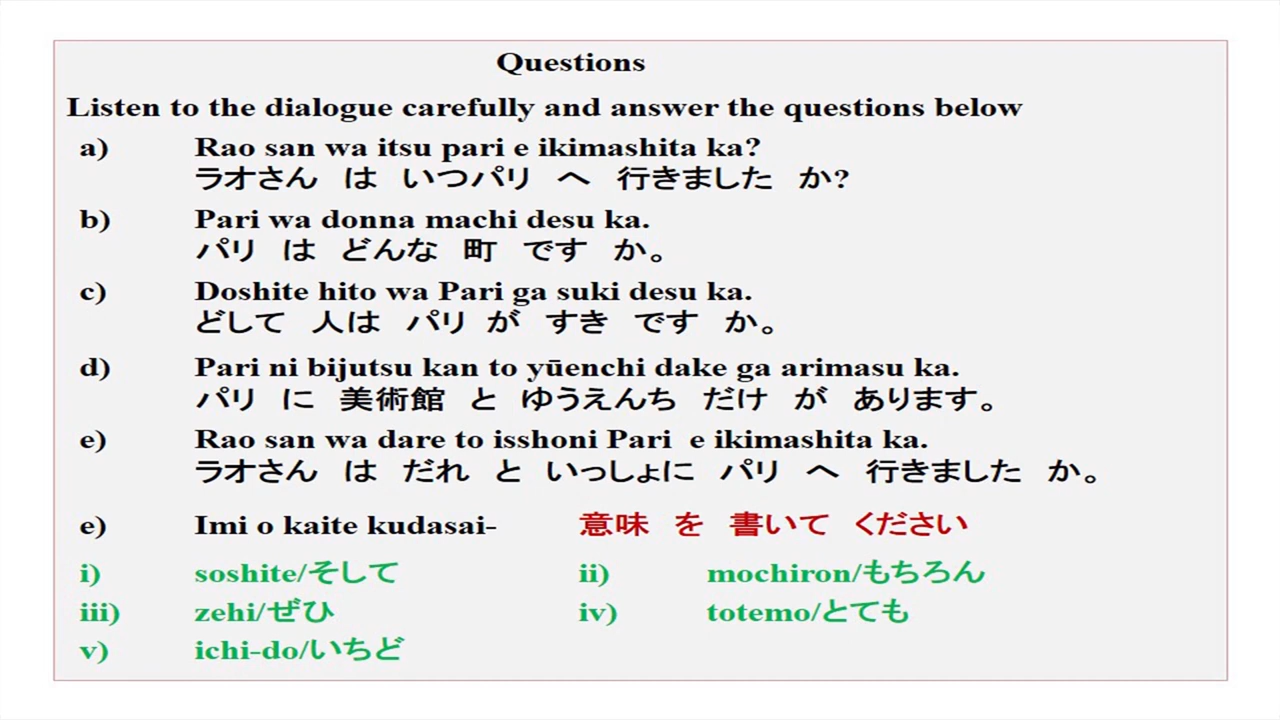 Questions
Listen to the dialogue carefully and answer the questions below
a) Rao san wa itsu pari e ikimashita ka?
ラオさん は いつパリ へ 行きました か?
b) Pari wa donna machi desu ka.
パリ は どんな 町 です か。
c) Doshite hito wa Pari ga suki desu ka.
どして 人は パリ が すき です か。
d) Pari ni bijutsu kan to yūenchi dake ga arimasu ka.
パリ に 美術館 と ゆうえんち だけ が あります。
e) Rao san wa dare to isshoni Pari e ikimashita ka.
ラオさん は だれ と いっしょに パリ へ 行きました か。
e) Imi o kaite kudasai- 意味 を 書いて ください
i) soshite/そして ii) mochiron/もちろん
iii) zehi/ぜひ iv) totemo/とても
v) ichi-do/いちど